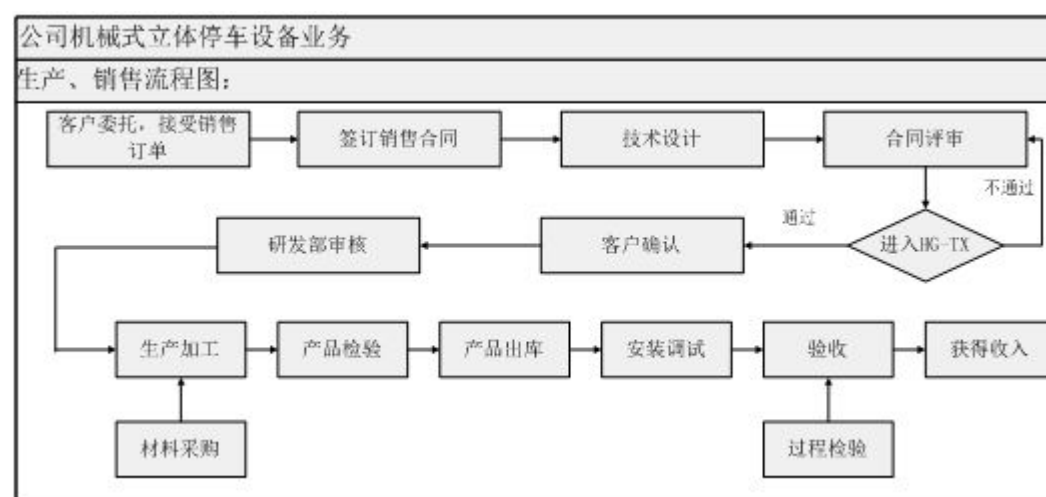 公司机械式立体停车设备业务
生产、销售流程图：
客户委托，接受销售
订单
签订销售合同
技术设计
合同评审
不通过
通过
进入HG-TX
客户确认
研发部审核
生产加工
产品检验
产品出库
安装调试
验收
获得收入
材料采购
过程检验